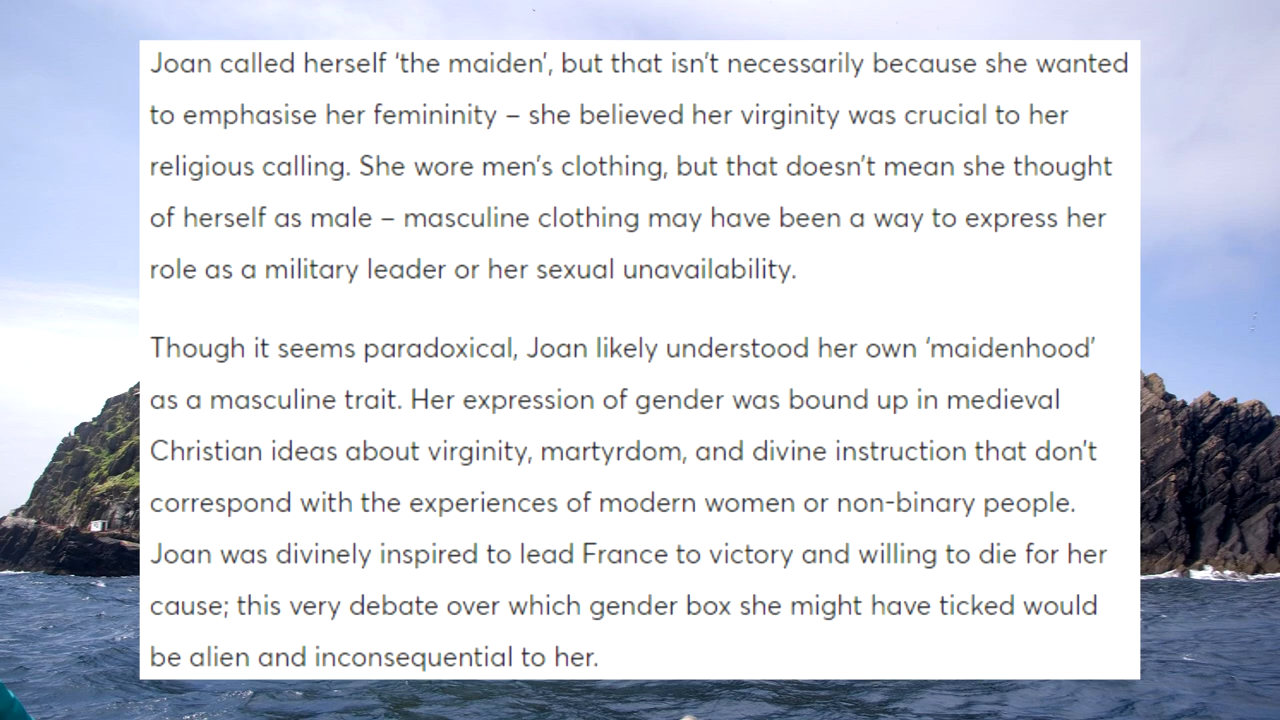 Joan called herself ‘the maiden’, but that isn’t necessarily because she wanted
to emphasise her femininity – she believed her virginity was crucial to her
religious calling. She wore men’s clothing, but that doesn’t mean she thought
of herself as male – masculine clothing may have been a way to express her
role as a military leader or her sexual unavailability.
Though it seems paradoxical, Joan likely understood her own ‘maidenhood’
as a masculine trait. Her expression of gender was bound up in medieval
Christian ideas about virginity, martyrdom, and divine instruction that don’t
correspond with the experiences of modern women or non-binary people.
Joan was divinely inspired to lead France to victory and willing to die for her
cause; this very debate over which gender box she might have ticked would
be alien and inconsequential to her.